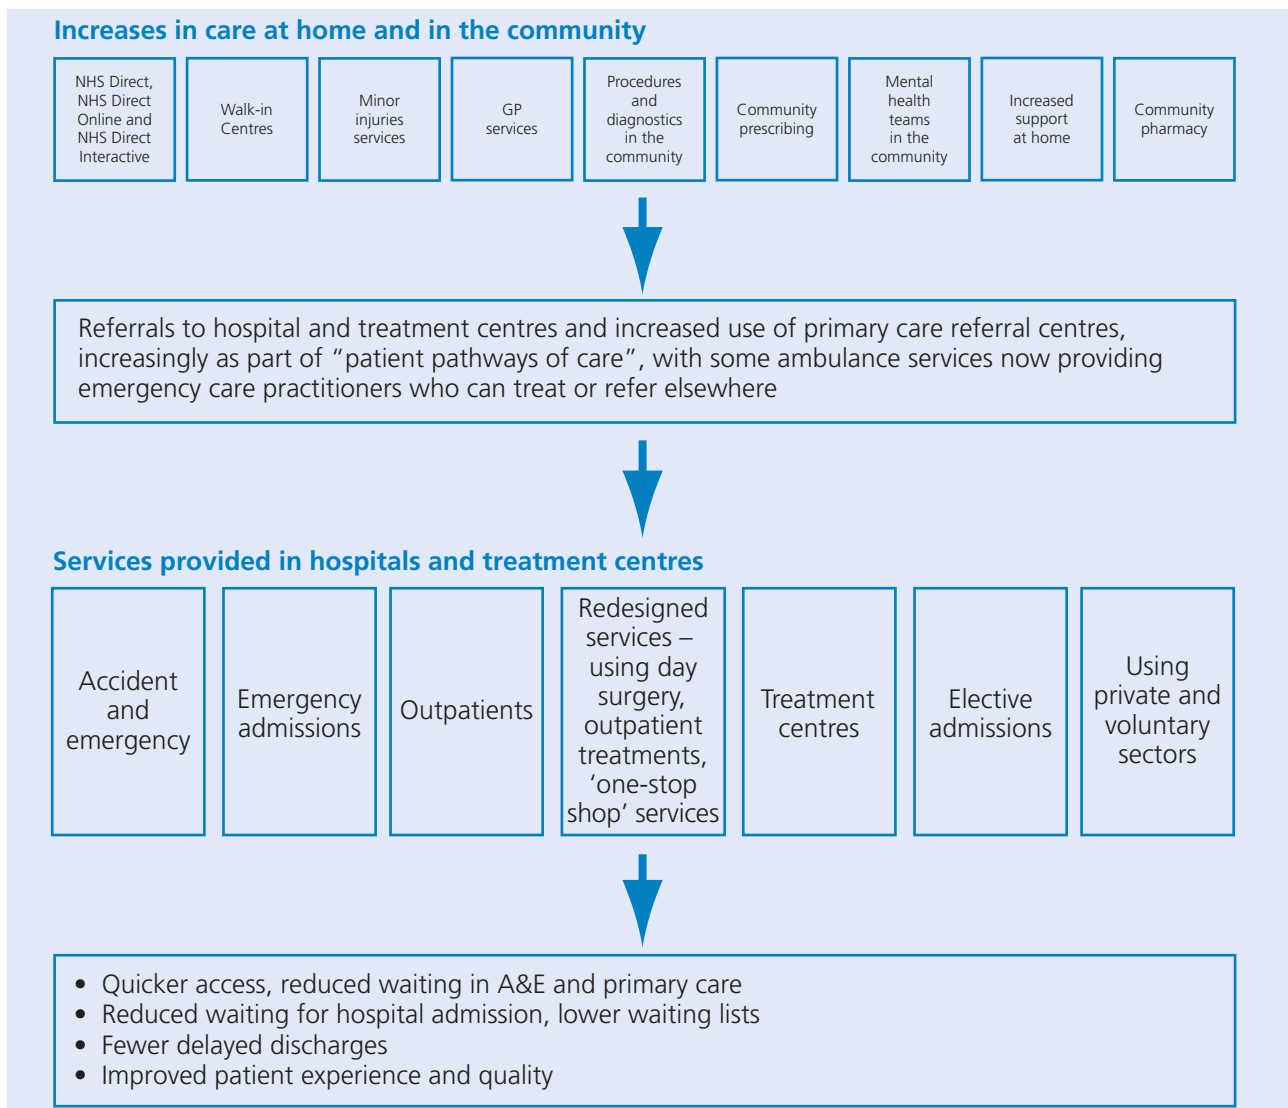 Increases in care at home and in the community
NHS Direct,
NHS Direct
Online and
NHS Direct
Interactive
Walk-in
Centres
Minor
injuries
services
GP
services
Procedures
and
diagnostics
in the
community
Community
prescribing
Mental
health
teams
in the
community
Increased
support
at home
Community
pharmacy
Referrals to hospital and treatment centres and increased use of primary care referral centres,
increasingly as part of “patient pathways of care”, with some ambulance services now providing
emergency care practitioners who can treat or refer elsewhere
Services provided in hospitals and treatment centres
Accident
and
emergency
Emergency
admissions
Outpatients
Redesigned
services –
using day
surgery,
outpatient
treatments,
‘one-stop
shop’ services
Treatment
centres
Elective
admissions
Using
private and
voluntary
sectors
• Quicker access, reduced waiting in A&E and primary care
• Reduced waiting for hospital admission, lower waiting lists
• Fewer delayed discharges
• Improved patient experience and quality